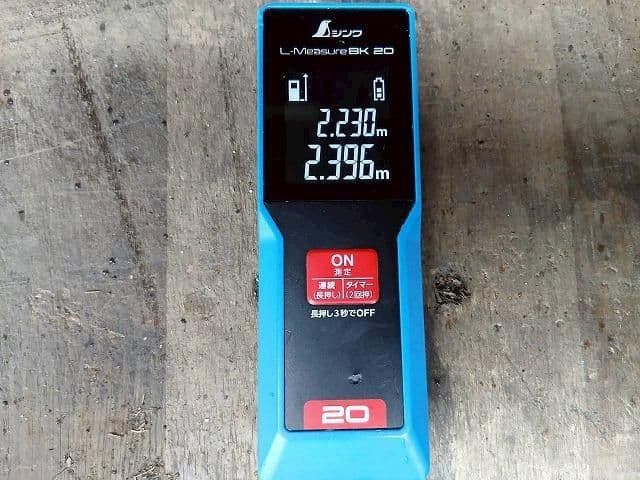 シンワ
L-Measure BK 20
2.230m
2.396m
ON
測定
連続 タイマー
(長押し) (2回押)
長押し3秒でOFF
20